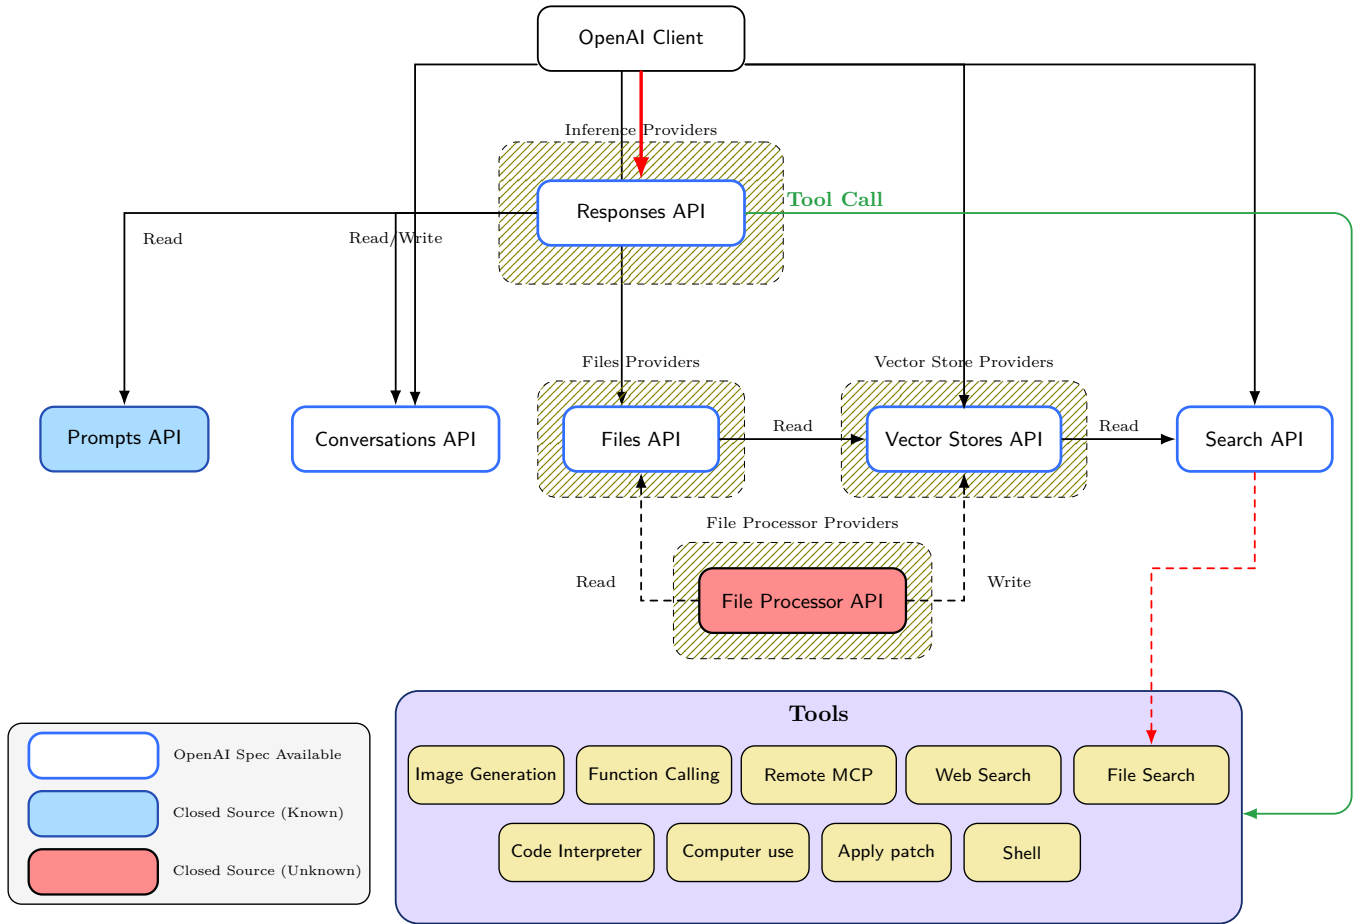 OpenAI Client
Inference Providers
Responses API
Tool Call
Read
Read/Write
Files Providers
Vector Store Providers
Prompts API
Conversations API
Files API
Read
Vector Stores API
Read
Search API
File Processor Providers
Read
File Processor API
Write
Tools
Image Generation
Function Calling
Remote MCP
Web Search
File Search
Code Interpreter
Computer use
Apply patch
Shell
OpenAI Spec Available
Closed Source (Known)
Closed Source (Unknown)